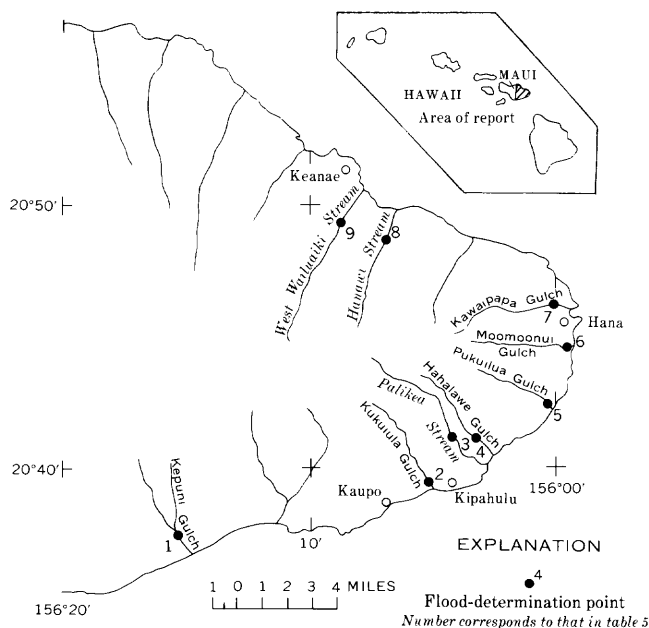 MAUI
HAWAII
Area of report
Keanae
20°50'
West Wailuaiki Stream
9
Hanawi Stream
8
Kawaipapa Gulch
7
Hana
Moomoonui Gulch
6
Pukuilua Gulch
5
Hahalawe Gulch
4
Palikea Stream
3
Kukuiula Gulch
2
Kipahulu
Kaupo
20°40'
156°00'
Kepuni Gulch
1
10'
156°20'
1 0 1 2 3 4 MILES
EXPLANATION
4
Flood-determination point
Number corresponds to that in table 5